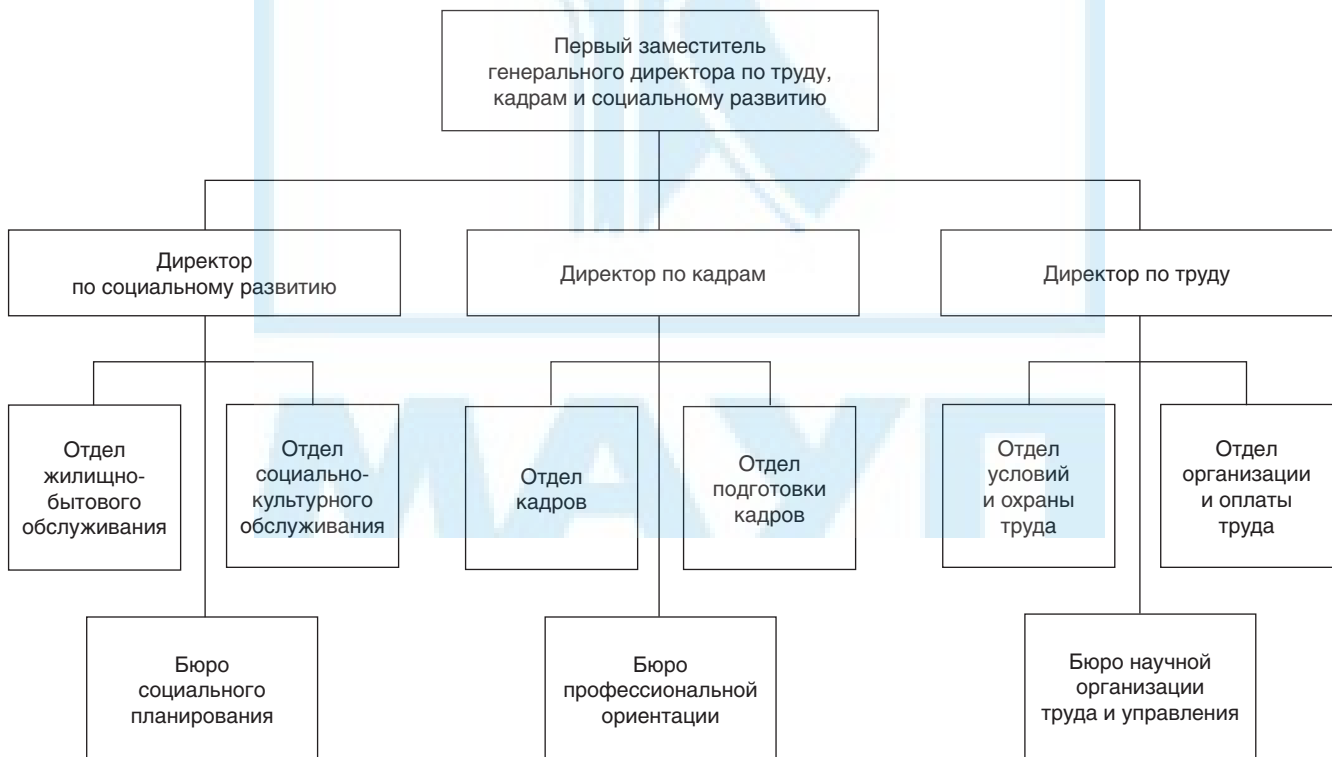 Первый заместитель
генерального директора по труду,
кадрам и социальному развитию
Директор
по социальному развитию
Директор по кадрам
Директор по труду
Отдел
жилищно-
бытового
обслуживания
Отдел
социально-
культурного
обслуживания
Отдел
кадров
Отдел
подготовки
кадров
Отдел
условий
и охраны
труда
Отдел
организации
и оплаты
труда
Бюро
социального
планирования
Бюро
профессиональной
ориентации
Бюро научной
организации
труда и управления
МАУП